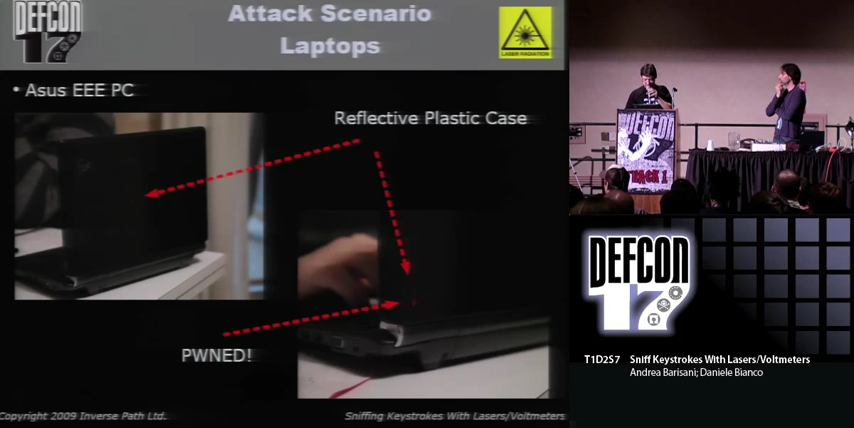 DEFCON
17
Attack Scenario
Laptops
LASER RADIATION
• Asus EEE PC
Reflective Plastic Case
PWNED!
Copyright 2009 Inverse Path Ltd.
Sniffing Keystrokes With Lasers/Voltmeters
DEFCON
TRACK 1
DEFCON
17
T1D2S7 Sniff Keystrokes With Lasers/Voltmeters
Andrea Barisani; Daniele Bianco